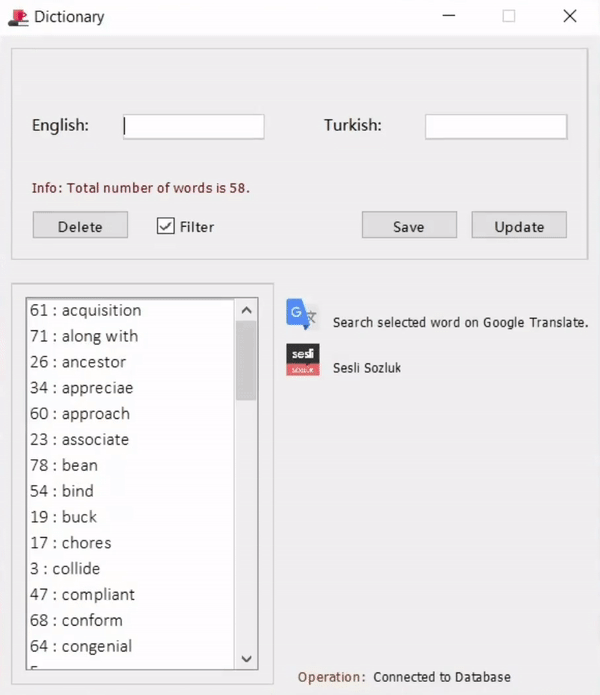 Dictionary
English:
Turkish:
Info: Total number of words is 58.
Delete
Filter
Save
Update
61 : acquisition
71 : along with
26 : ancestor
34 : appreciae
60 : approach
23 : associate
78 : bean
54 : bind
19 : buck
17 : chores
3 : collide
47 : compliant
68 : conform
64 : congenial
G
Search selected word on Google Translate.
sesli
sözlük
Sesli Sozluk
Operation: Connected to Database